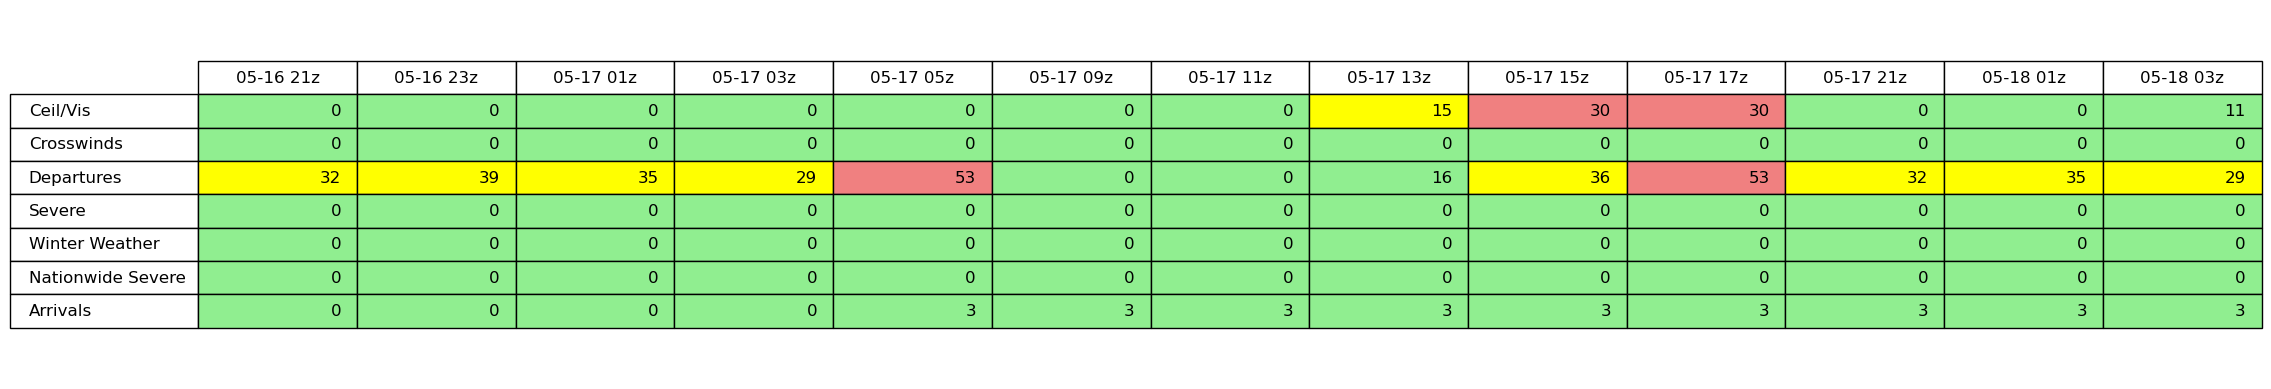 05-16 21z 05-16 23z 05-17 01z 05-17 03z 05-17 05z 05-17 09z 05-17 11z 05-17 13z 05-17 15z 05-17 17z 05-17 21z 05-18 01z 05-18 03z
Ceil/Vis 0 0 0 0 0 0 0 15 30 30 0 0 11
Crosswinds 0 0 0 0 0 0 0 0 0 0 0 0 0
Departures 32 39 35 29 53 0 0 16 36 53 32 35 29
Severe 0 0 0 0 0 0 0 0 0 0 0 0 0
Winter Weather 0 0 0 0 0 0 0 0 0 0 0 0 0
Nationwide Severe 0 0 0 0 0 0 0 0 0 0 0 0 0
Arrivals 0 0 0 0 3 3 3 3 3 3 3 3 3